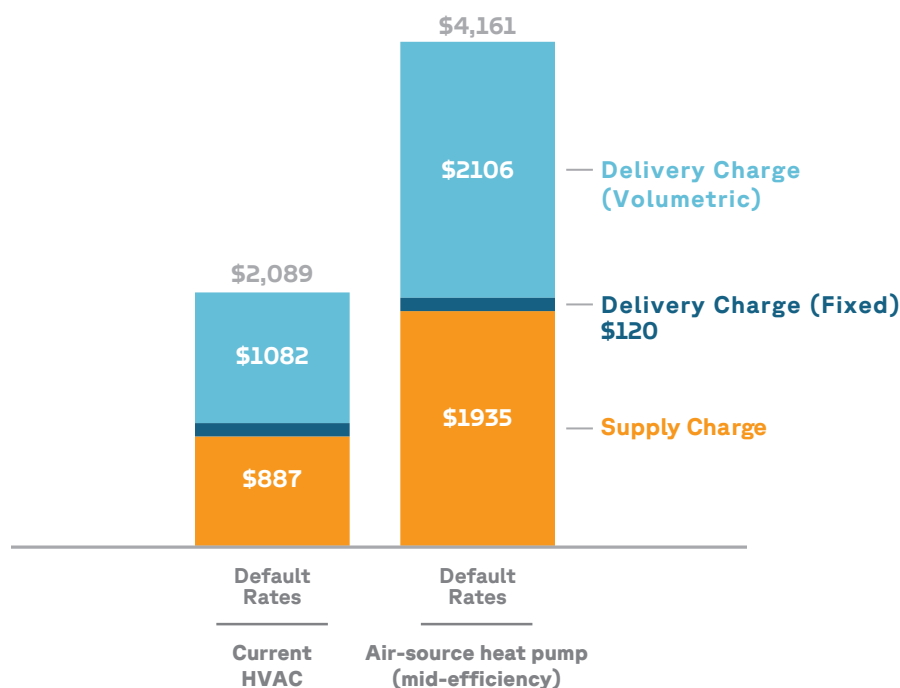 $4,161
$2106
Delivery Charge
(Volumetric)
$2,089
Delivery Charge (Fixed)
$120
$1082
$1935
Supply Charge
$887
Default
Rates
Current
HVAC
Default
Rates
Air-source heat pump
(mid-efficiency)